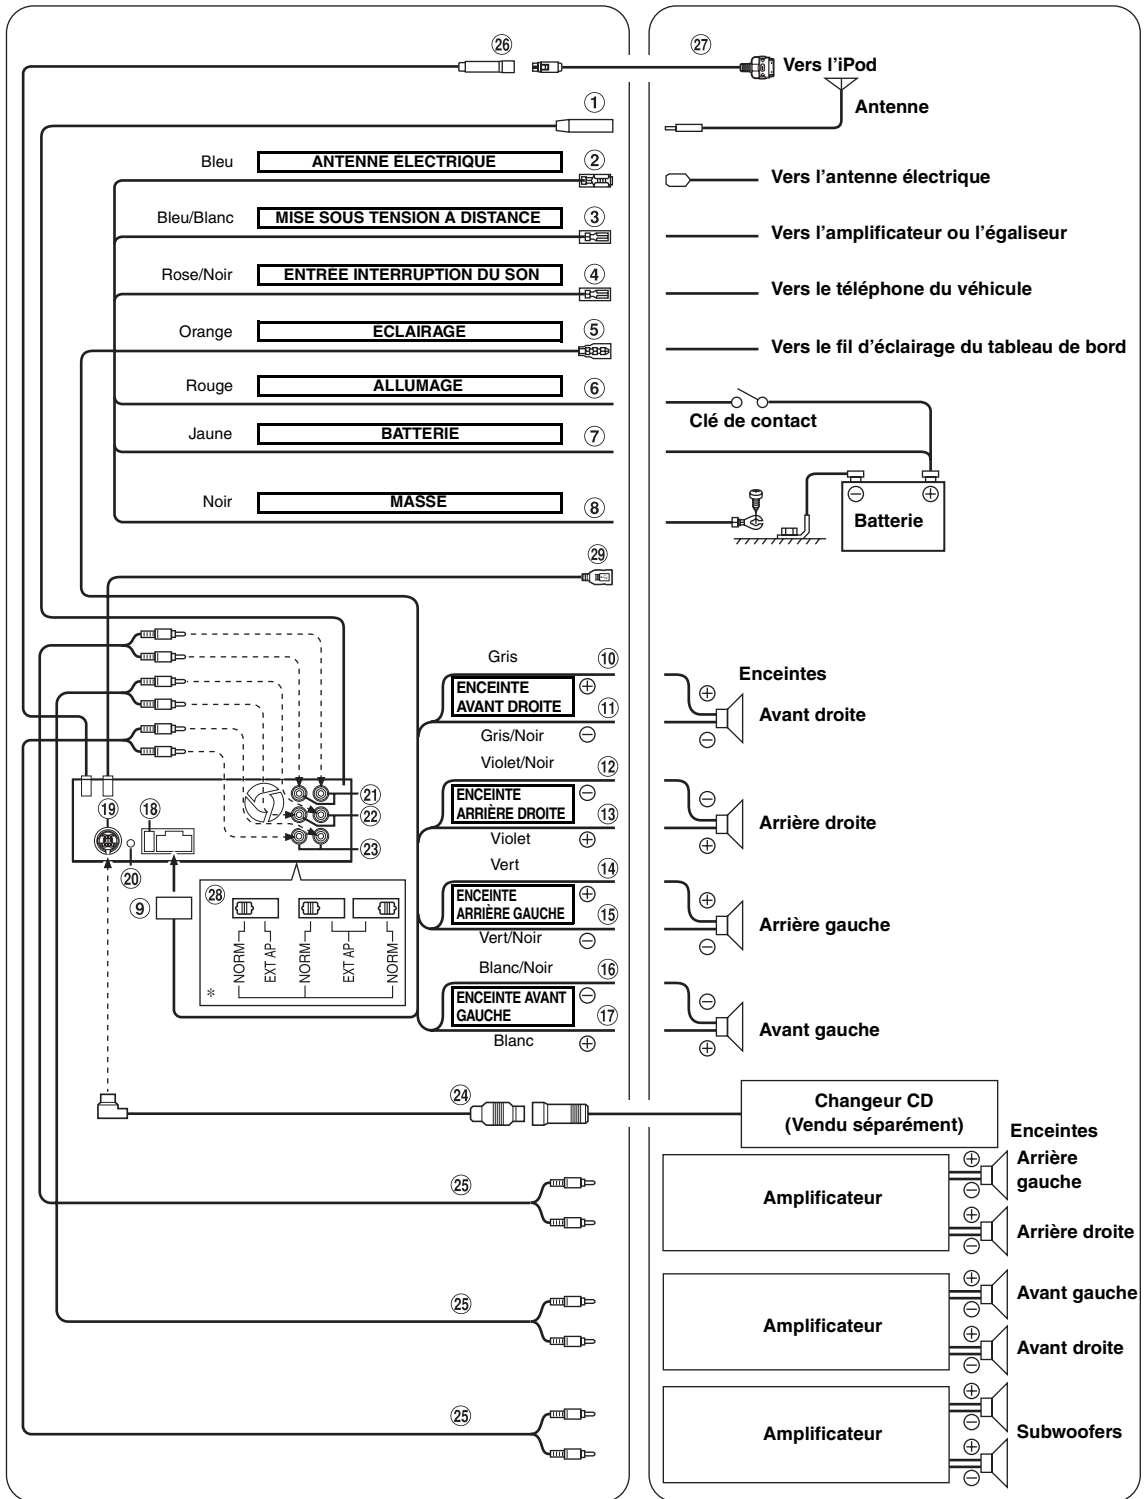 ㉖
㉗
Vers l'iPod
①
Antenne
Bleu
ANTENNE ÉLECTRIQUE
②
Vers l'antenne électrique
Bleu/Blanc
MISE SOUS TENSION À DISTANCE
③
Vers l'amplificateur ou l'égaliseur
Rose/Noir
ENTRÉE INTERRUPTION DU SON
④
Vers le téléphone du véhicule
Orange
ÉCLAIRAGE
⑤
Vers le fil d'éclairage du tableau de bord
Rouge
ALLUMAGE
⑥
Clé de contact
Jaune
BATTERIE
⑦
Noir
MASSE
⑧
⊖ ⊕
Batterie
㉙
Gris
⑩
Enceintes
ENCEINTE
AVANT DROITE
⊕
⑪
Gris/Noir
⊖
⊕
Avant droite
⊖
Violet/Noir
⑫
ENCEINTE
ARRIÈRE DROITE
⊖
⑬
Violet
⊕
⊖
Arrière droite
⊕
Vert
⑭
ENCEINTE
ARRIÈRE GAUCHE
⊕
⑮
Vert/Noir
⊖
⊕
Arrière gauche
⊖
Blanc/Noir
⑯
ENCEINTE AVANT
GAUCHE
⊖
⑰
Blanc
⊕
⊖
Avant gauche
⊕
⑲
⑱
㉑
㉒
㉓
⑳
⑨
㉘
NORM
EXT AP
NORM
EXT AP
NORM
*
㉔
Changeur CD
(Vendu séparément)
Enceintes
㉕
Amplificateur
⊕
⊖
Arrière
gauche
⊕
⊖
Arrière droite
㉕
Amplificateur
⊕
⊖
Avant gauche
⊕
⊖
Avant droite
㉕
Amplificateur
⊕
⊖
⊕
⊖
Subwoofers